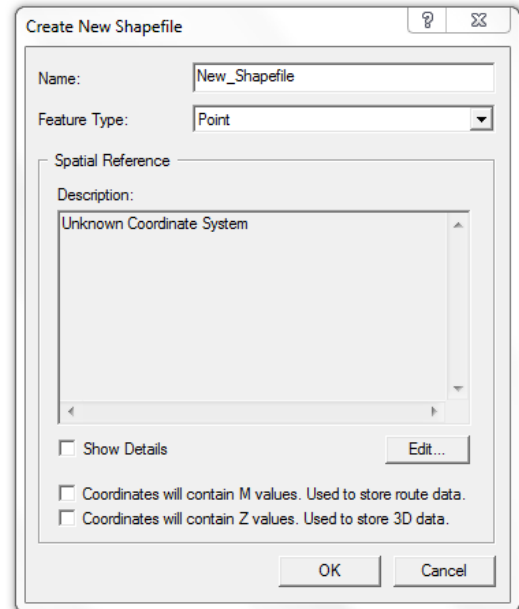 Create New Shapefile
Name:
New_Shapefile
Feature Type:
Point
Spatial Reference
Description:
Unknown Coordinate System
Show Details
Edit...
Coordinates will contain M values. Used to store route data.
Coordinates will contain Z values. Used to store 3D data.
OK
Cancel